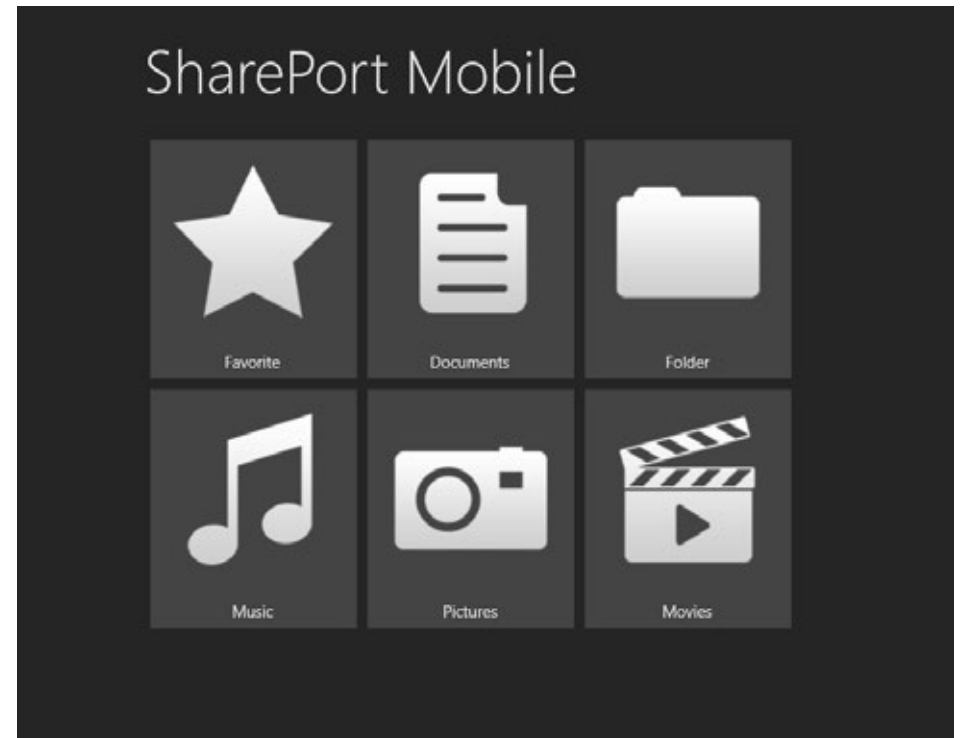 SharePort Mobile
Favorite
Documents
Folder
Music
Pictures
Movies